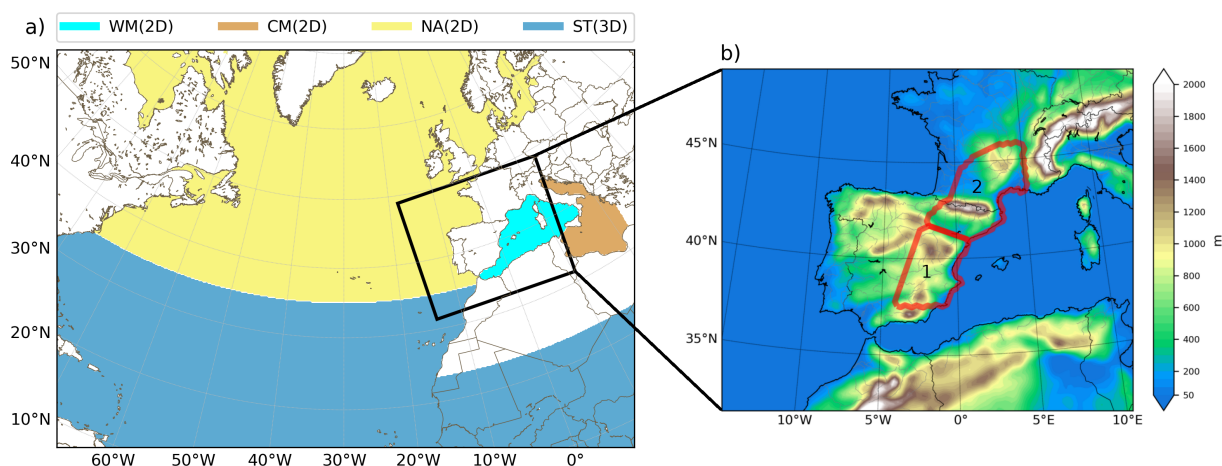 a)
WM(2D) CM(2D) NA(2D) ST(3D)
50°N
40°N
30°N
20°N
10°N
60°W 50°W 40°W 30°W 20°W 10°W 0°
b)
45°N
40°N
35°N
10°W 5°W 0° 5°E 10°E
2
1
2000
1800
1600
1400
1200
1000
800
600
400
200
50
m